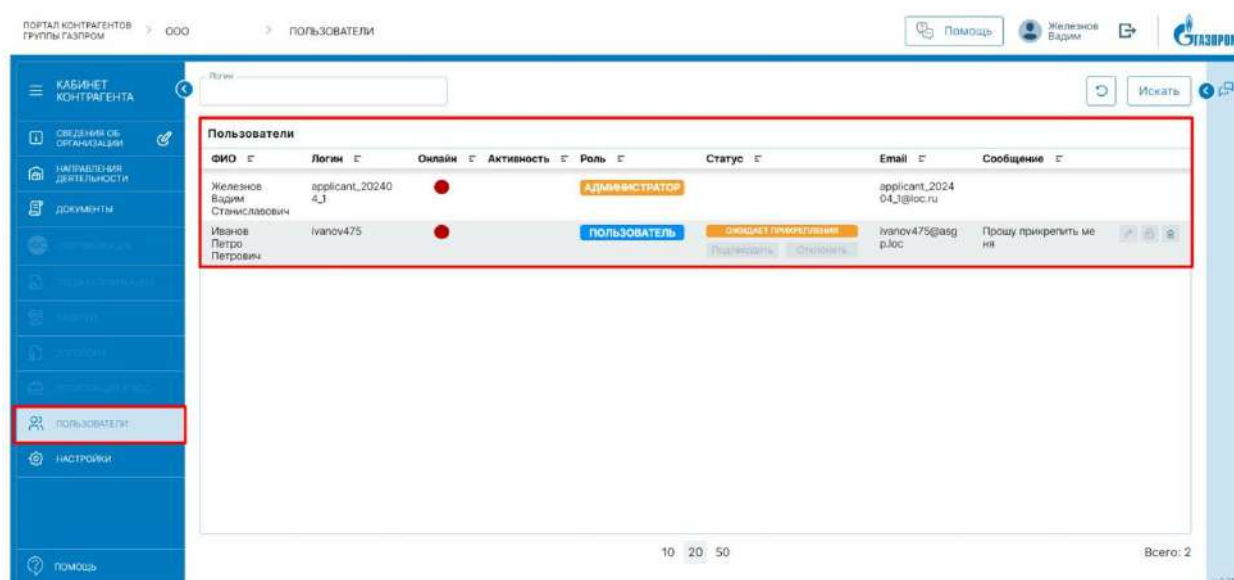 ПОРТАЛ КОНТРАГЕНТОВ
ГРУППЫ ГАЗПРОМ
ООО
ПОЛЬЗОВАТЕЛИ
Помощь
Железнов
Вадим
ГАЗПРОМ
КАБИНЕТ
КОНТРАГЕНТА
Логин
Искать
СВЕДЕНИЯ ОБ
ОРГАНИЗАЦИИ
НАПРАВЛЕНИЯ
ДЕЯТЕЛЬНОСТИ
ДОКУМЕНТЫ
ПОЛЬЗОВАТЕЛИ
НАСТРОЙКИ
ПОМОЩЬ
Пользователи
ФИО Логин Онлайн Активность Роль Статус Email Сообщение
Железнов
Вадим
Станиславович
applicant_20240
4_1
АДМИНИСТРАТОР
applicant_2024
04_1@loc.ru
Иванов
Петро
Петрович
ivanov475
ПОЛЬЗОВАТЕЛЬ
ОЖИДАЕТ ПРИКРЕПЛЕНИЯ
Подтвердить Отклонить
ivanov475@asg
p.loc
Прошу прикрепить ме
ня
10 20 50
Всего: 2